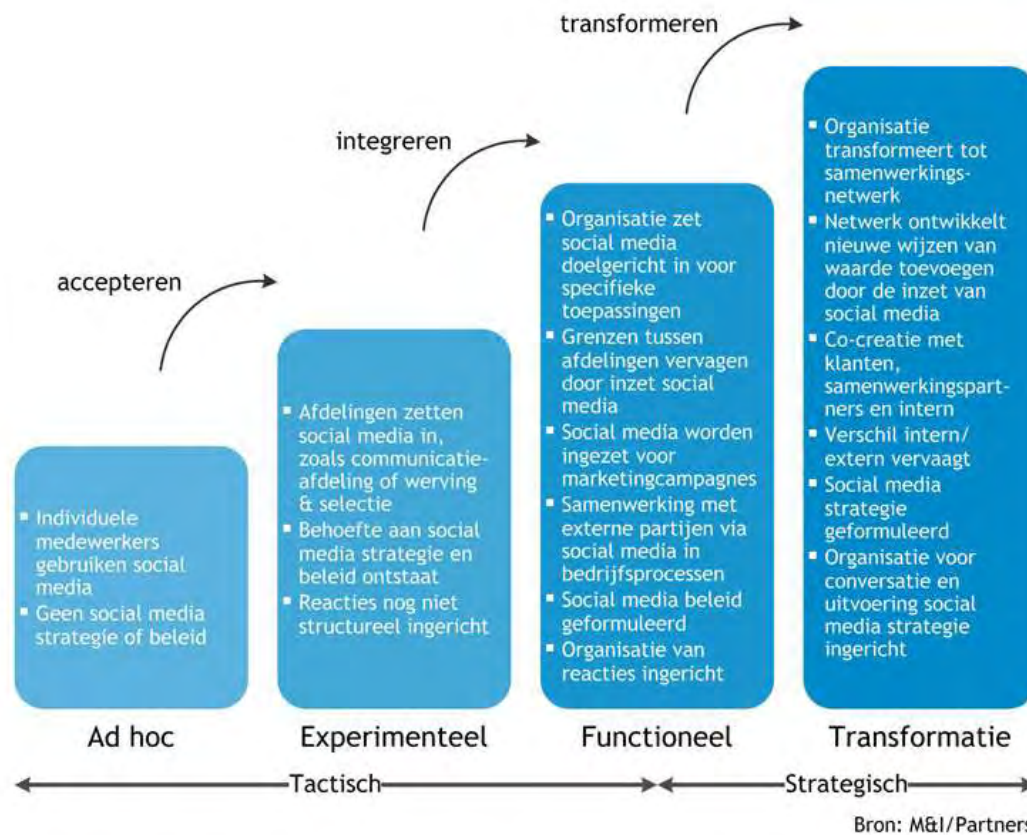 transformeren
integreren
accepteren
▪ Individuele
medewerkers
gebruiken social
media
▪ Geen social media
strategie of beleid
▪ Afdelingen zetten
social media in,
zoals communicatie-
afdeling of werving
& selectie
▪ Behoefte aan social
media strategie en
beleid ontstaat
▪ Reacties nog niet
structureel ingericht
▪ Organisatie zet
social media
doelgericht in voor
specifieke
toepassingen
▪ Grenzen tussen
afdelingen vervagen
door inzet social
media
▪ Social media worden
ingezet voor
marketingcampagnes
▪ Samenwerking met
externe partijen via
social media in
bedrijfsprocessen
▪ Social media beleid
geformuleerd
▪ Organisatie van
reacties ingericht
▪ Organisatie
transformeert tot
samenwerkings-
netwerk
▪ Netwerk ontwikkelt
nieuwe wijzen van
waarde toevoegen
door de inzet van
social media
▪ Co-creatie met
klanten,
samenwerkingspart-
ners en intern
▪ Verschil intern/
extern vervaagt
▪ Social media
strategie
geformuleerd
▪ Organisatie voor
conversatie en
uitvoering social
media strategie
ingericht
Ad hoc
Experimenteel
Functioneel
Transformatie
Tactisch
Strategisch
Bron: M&I/Partners